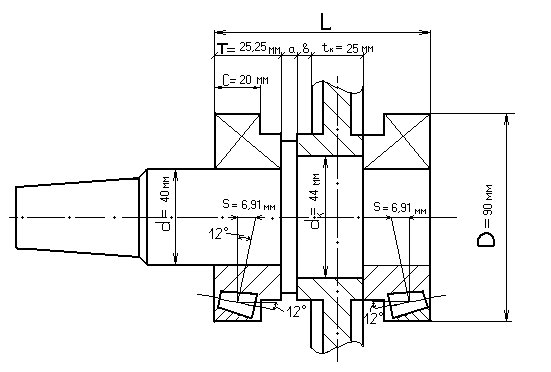 L
T= 25,25 мм a δ tк = 25 мм
C= 20 мм
d= 40 мм
S = 6,91 мм
12°
dк= 44 мм
S= 6,91 мм
D= 90 мм
12°
12°